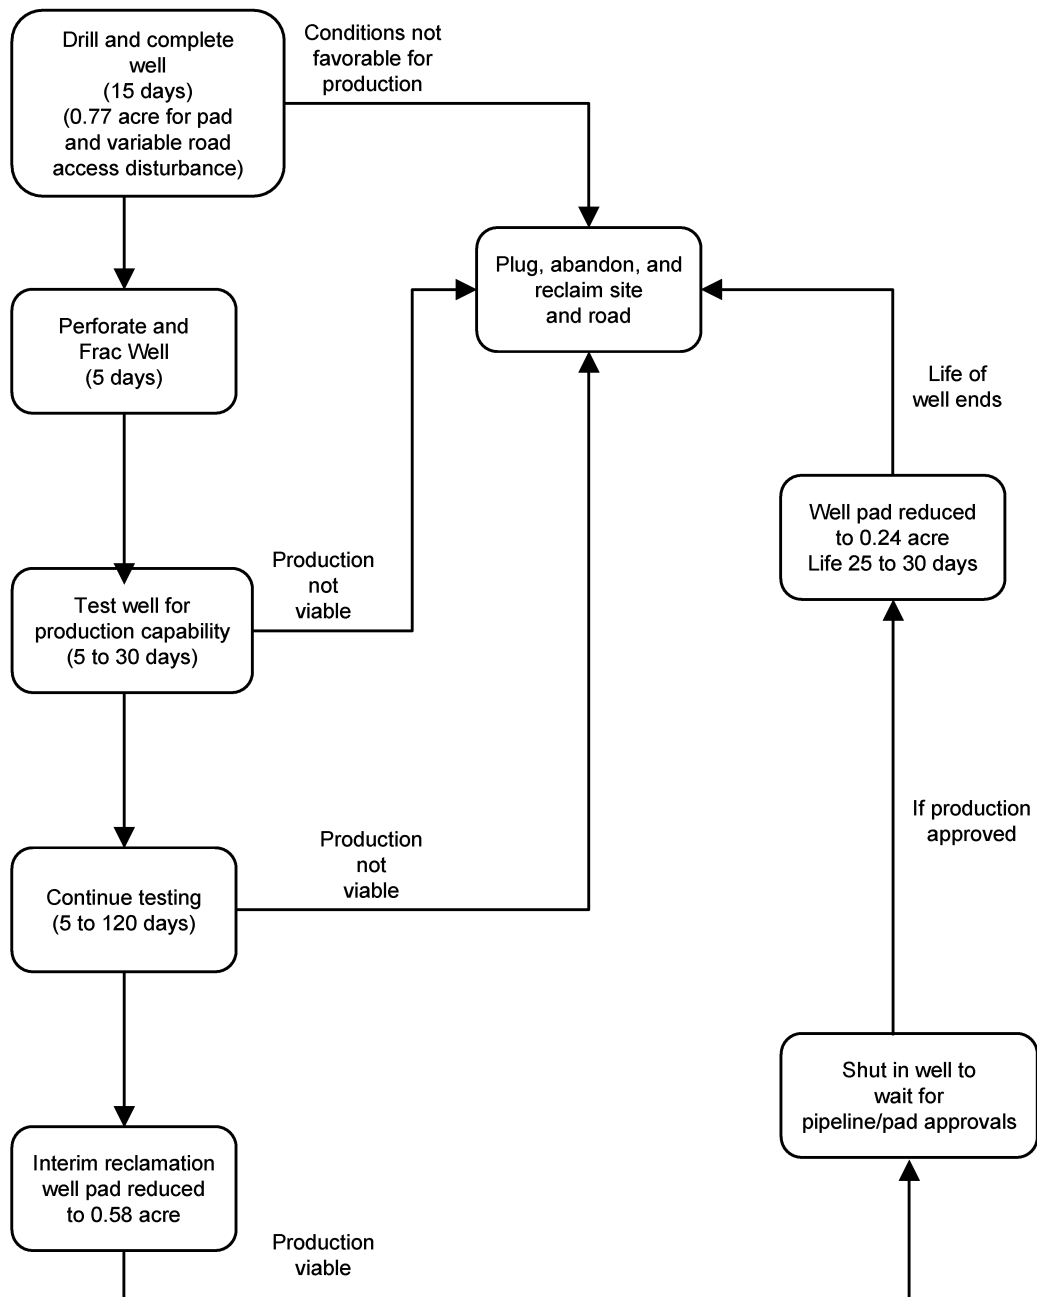 Drill and complete
well
(15 days)
(0.77 acre for pad
and variable road
access disturbance)
Conditions not
favorable for
production
Plug, abandon, and
reclaim site
and road
Perforate and
Frac Well
(5 days)
Life of
well ends
Well pad reduced
to 0.24 acre
Life 25 to 30 days
Production
not
viable
Test well for
production capability
(5 to 30 days)
If production
approved
Production
not
viable
Continue testing
(5 to 120 days)
Shut in well to
wait for
pipeline/pad approvals
Interim reclamation
well pad reduced
to 0.58 acre
Production
viable